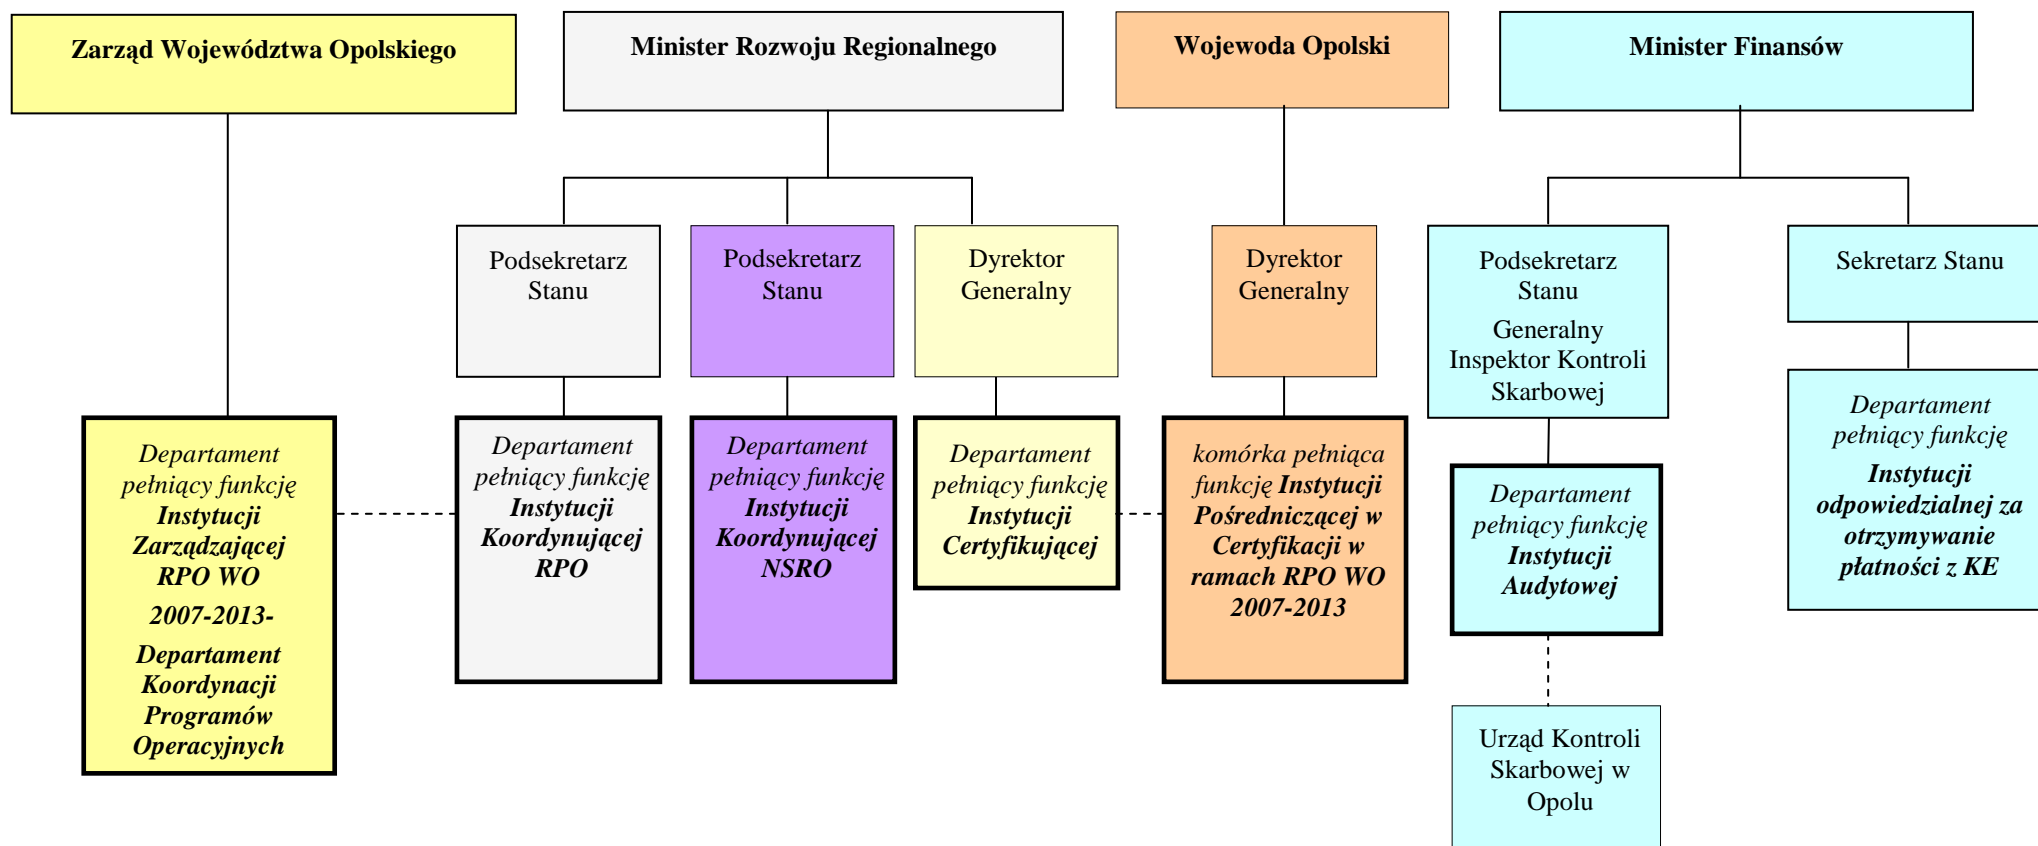 Zarząd Województwa Opolskiego
Minister Rozwoju Regionalnego
Wojewoda Opolski
Minister Finansów
Podsekretarz
Stanu
Podsekretarz
Stanu
Dyrektor
Generalny
Dyrektor
Generalny
Podsekretarz
Stanu
Generalny
Inspektor Kontroli
Skarbowej
Sekretarz Stanu
Departament
pełniący funkcję
Instytucji
Zarządzającej
RPO WO
2007-2013-
Departament
Koordynacji
Programów
Operacyjnych
Departament
pełniący funkcję
Instytucji
Koordynującej
RPO
Departament
pełniący funkcję
Instytucji
Koordynującej
NSRO
Departament
pełniący funkcję
Instytucji
Certyfikującej
komórka pełniąca
funkcję Instytucji
Pośredniczącej w
Certyfikacji w
ramach RPO WO
2007-2013
Departament
pełniący funkcję
Instytucji
Audytowej
Departament
pełniący funkcję
Instytucji
odpowiedzialnej za
otrzymywanie
płatności z KE
Urząd Kontroli
Skarbowej w
Opolu